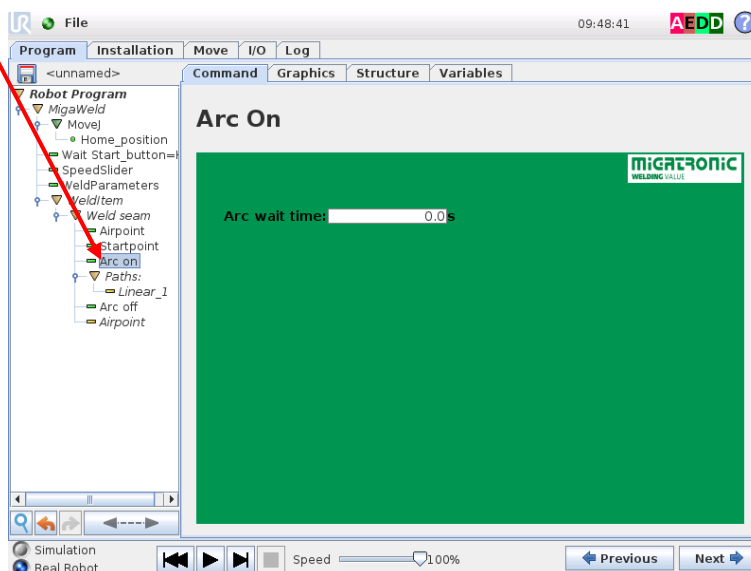 UR File 09:48:41 AEDD ?
Program Installation Move I/O Log
<unnamed> Command Graphics Structure Variables
Robot Program
MigaWeld
MoveJ
Home_position
Wait Start_button=
SpeedSlider
WeldParameters
WeldItem
Weld seam
Airpoint
Startpoint
Arc on
Paths:
Linear_1
Arc off
Airpoint
Arc On
MIGATRONIC
WELDING VALUE
Arc wait time: 0.0 s
Simulation
Real Robot
Speed 100%
Previous Next